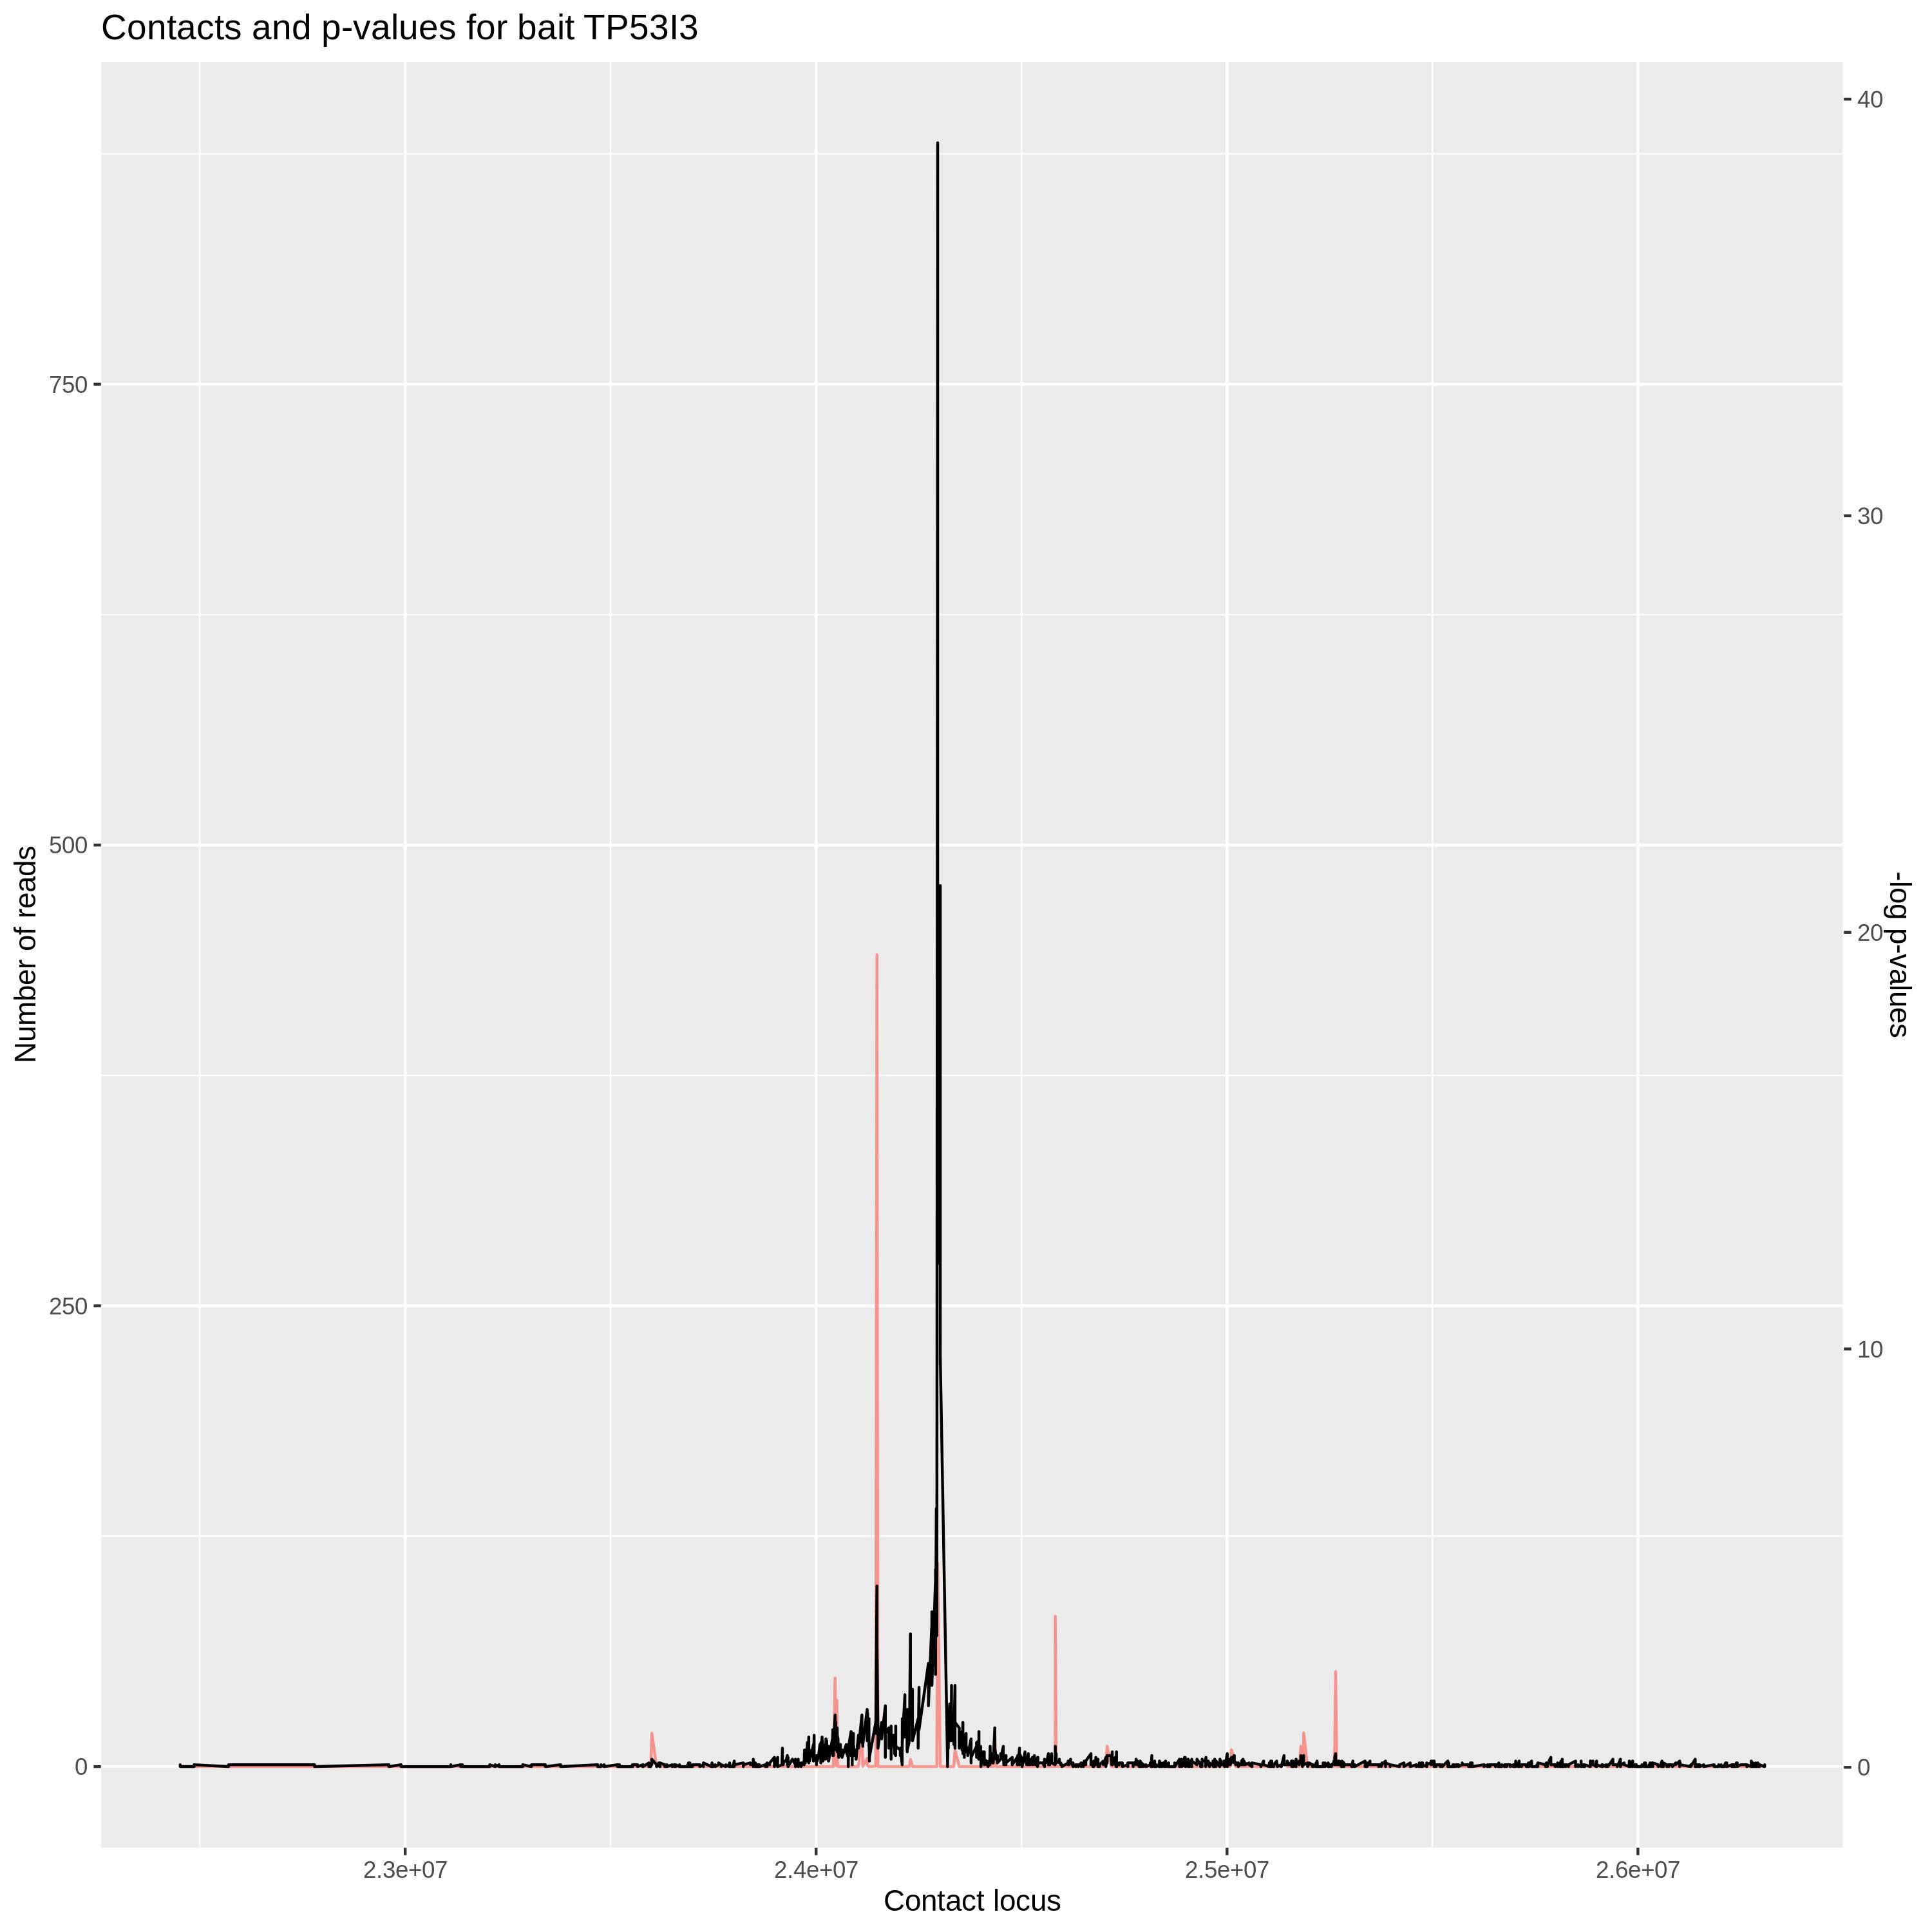 Contacts and p-values for bait TP53I3
40
750
30
500
20
250
10
0
0
Number of reads
-log p-values
2.3e+07
2.4e+07
2.5e+07
2.6e+07
Contact locus